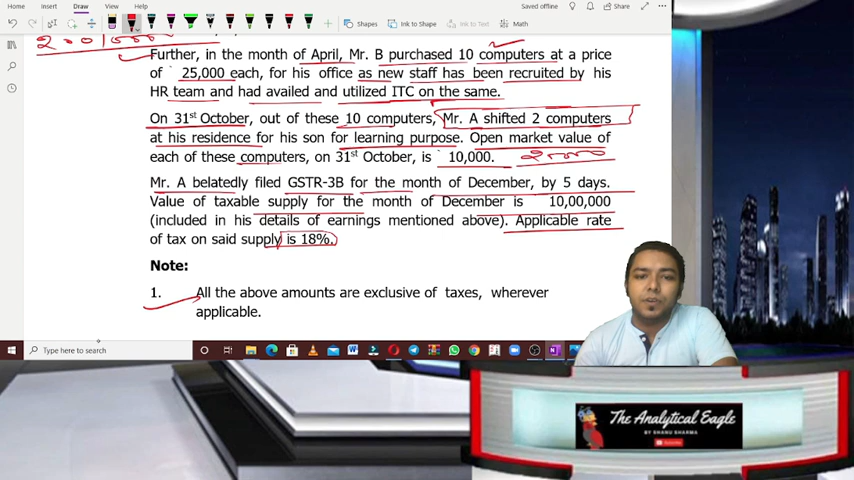 Home Insert Draw View Help
Saved offline
Shapes Ink to Shape Ink to Text Math
Further, in the month of April, Mr. B purchased 10 computers at a price
of ` 25,000 each, for his office as new staff has been recruited by his
HR team and had availed and utilized ITC on the same.
On 31st October, out of these 10 computers, Mr. A shifted 2 computers
at his residence for his son for learning purpose. Open market value of
each of these computers, on 31st October, is ` 10,000.
Mr. A belatedly filed GSTR-3B for the month of December, by 5 days.
Value of taxable supply for the month of December is ` 10,00,000
(included in his details of earnings mentioned above). Applicable rate
of tax on said supply is 18%.
Note:
1. All the above amounts are exclusive of taxes, wherever
applicable.
Type here to search
The Analytical Eagle
BY SHANU SHARMA
Subscribe